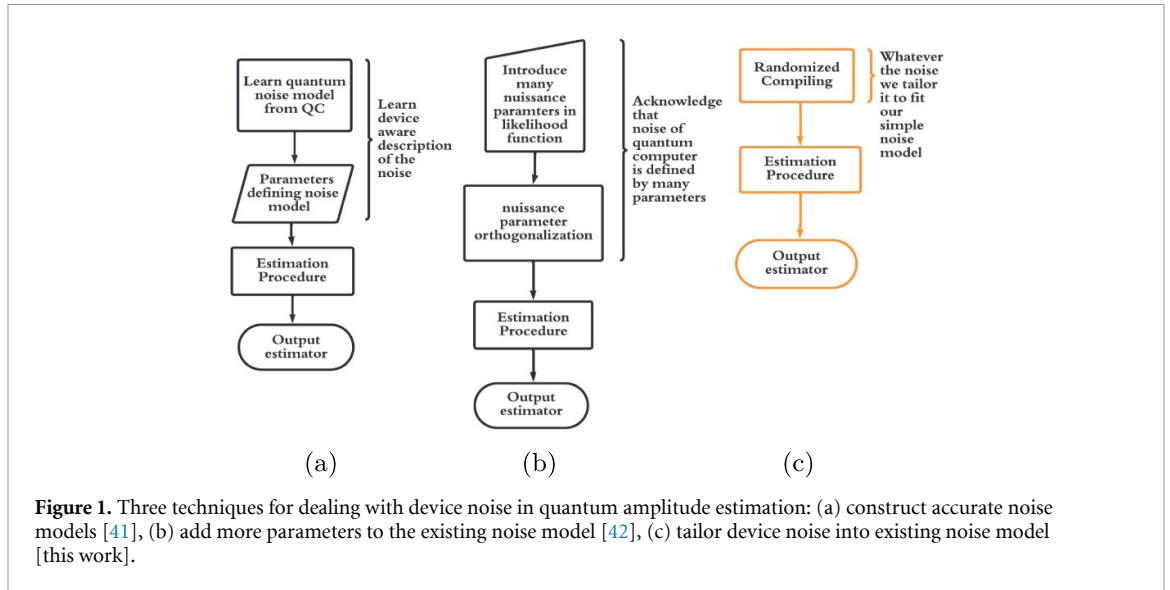 Learn quantum
noise model
from QC
Parameters
defining noise
model
Estimation
Procedure
Output
estimator
Learn
device
aware
description
of the
noise
(a)
Introduce
many
nuissance
paramters in
likelihood
function
nuissance
parameter
orthogonalization
Estimation
Procedure
Output
estimator
Acknowledge
that
noise of
quantum
computer
is defined
by many
parameters
(b)
Randomized
Compiling
Estimation
Procedure
Output
estimator
Whatever
the noise
we tailor
it to fit
our
simple
noise
model
(c)
Figure 1. Three techniques for dealing with device noise in quantum amplitude estimation: (a) construct accurate noise
models [41], (b) add more parameters to the existing noise model [42], (c) tailor device noise into existing noise model
[this work].